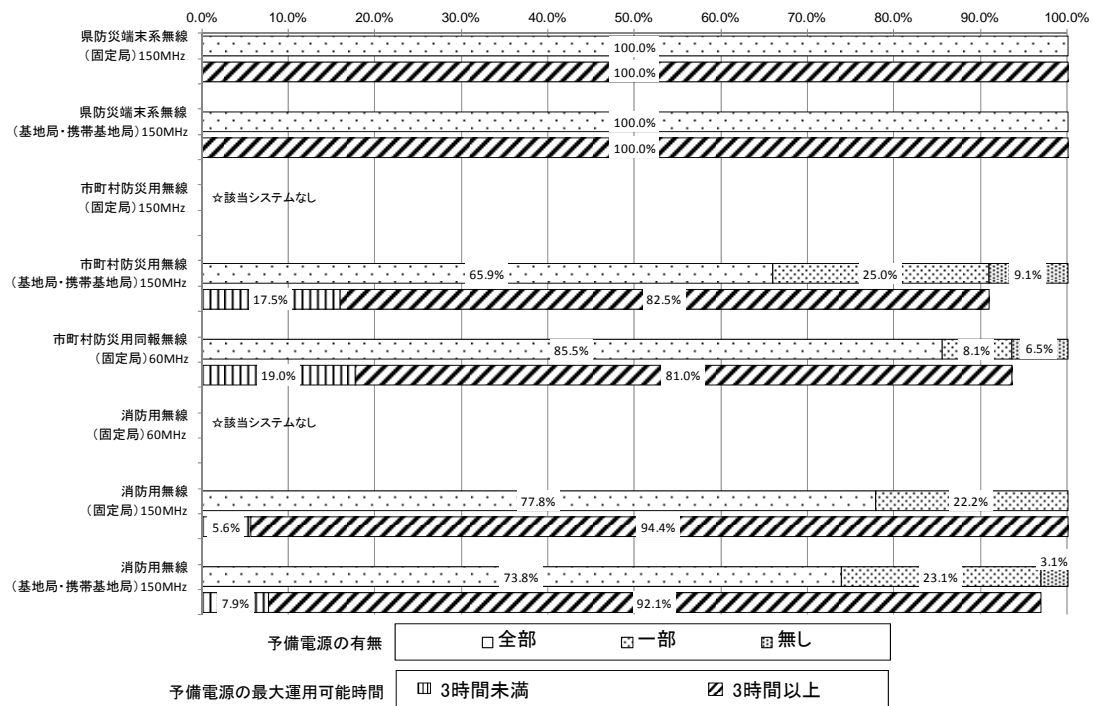 0.0% 10.0% 20.0% 30.0% 40.0% 50.0% 60.0% 70.0% 80.0% 90.0% 100.0%
県防災端末系無線
(固定局)150MHz
100.0%
100.0%
県防災端末系無線
(基地局・携帯基地局)150MHz
100.0%
100.0%
市町村防災用無線
(固定局)150MHz
☆該当システムなし
市町村防災用無線
(基地局・携帯基地局)150MHz
65.9% 25.0% 9.1%
17.5% 82.5%
市町村防災用同報無線
(固定局)60MHz
85.5% 8.1% 6.5%
19.0% 81.0%
消防用無線
(固定局)60MHz
☆該当システムなし
消防用無線
(固定局)150MHz
77.8% 22.2%
5.6% 94.4%
消防用無線
(基地局・携帯基地局)150MHz
73.8% 23.1% 3.1%
7.9% 92.1%
予備電源の有無 全部 一部 無し
予備電源の最大運用可能時間 3時間未満 3時間以上